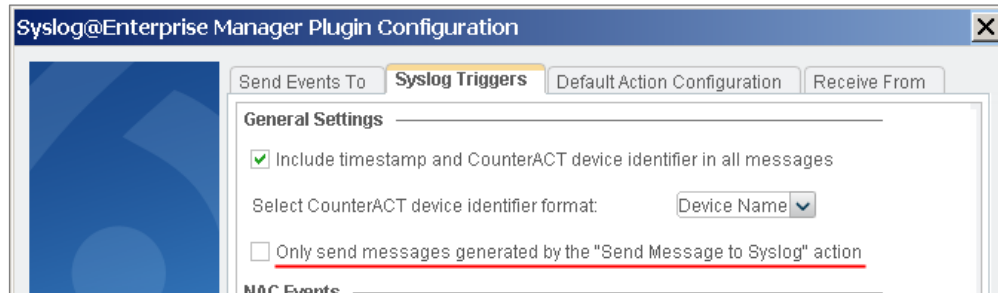 Syslog@Enterprise Manager Plugin Configuration
Send Events To Syslog Triggers Default Action Configuration Receive From
General Settings
Include timestamp and CounterACT device identifier in all messages
Select CounterACT device identifier format: Device Name
Only send messages generated by the "Send Message to Syslog" action
NAC Events